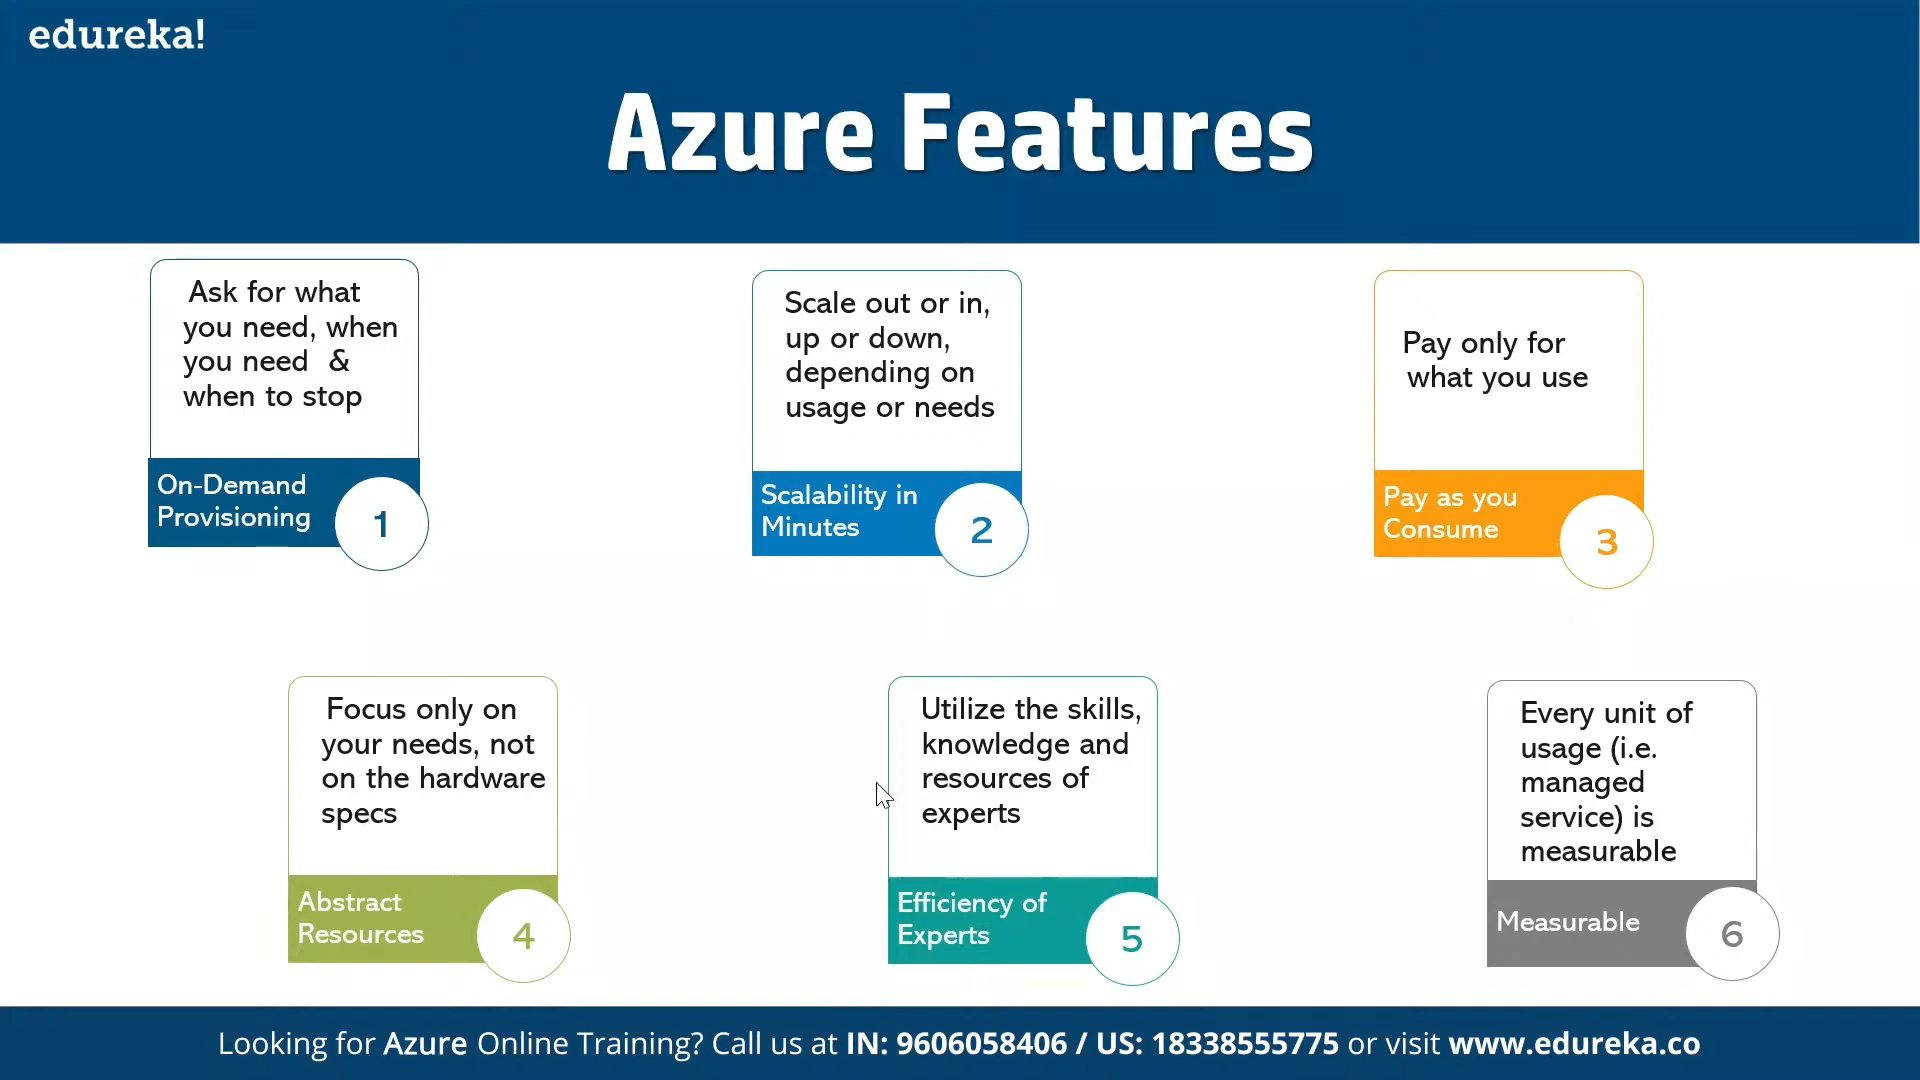 edureka!
Azure Features
Ask for what
you need, when
you need &
when to stop
On-Demand
Provisioning
1
Scale out or in,
up or down,
depending on
usage or needs
Scalability in
Minutes
2
Pay only for
what you use
Pay as you
Consume
3
Focus only on
your needs, not
on the hardware
specs
Abstract
Resources
4
Utilize the skills,
knowledge and
resources of
experts
Efficiency of
Experts
5
Every unit of
usage (i.e.
managed
service) is
measurable
Measurable
6
Looking for Azure Online Training? Call us at IN: 9606058406 / US: 18338555775 or visit www.edureka.co